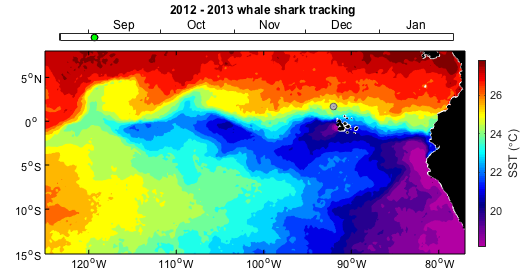 2012 - 2013 whale shark tracking
Sep Oct Nov Dec Jan
5°N
0°
5°S
10°S
15°S
120°W 110°W 100°W 90°W 80°W
26
24
22
20
SST (°C)